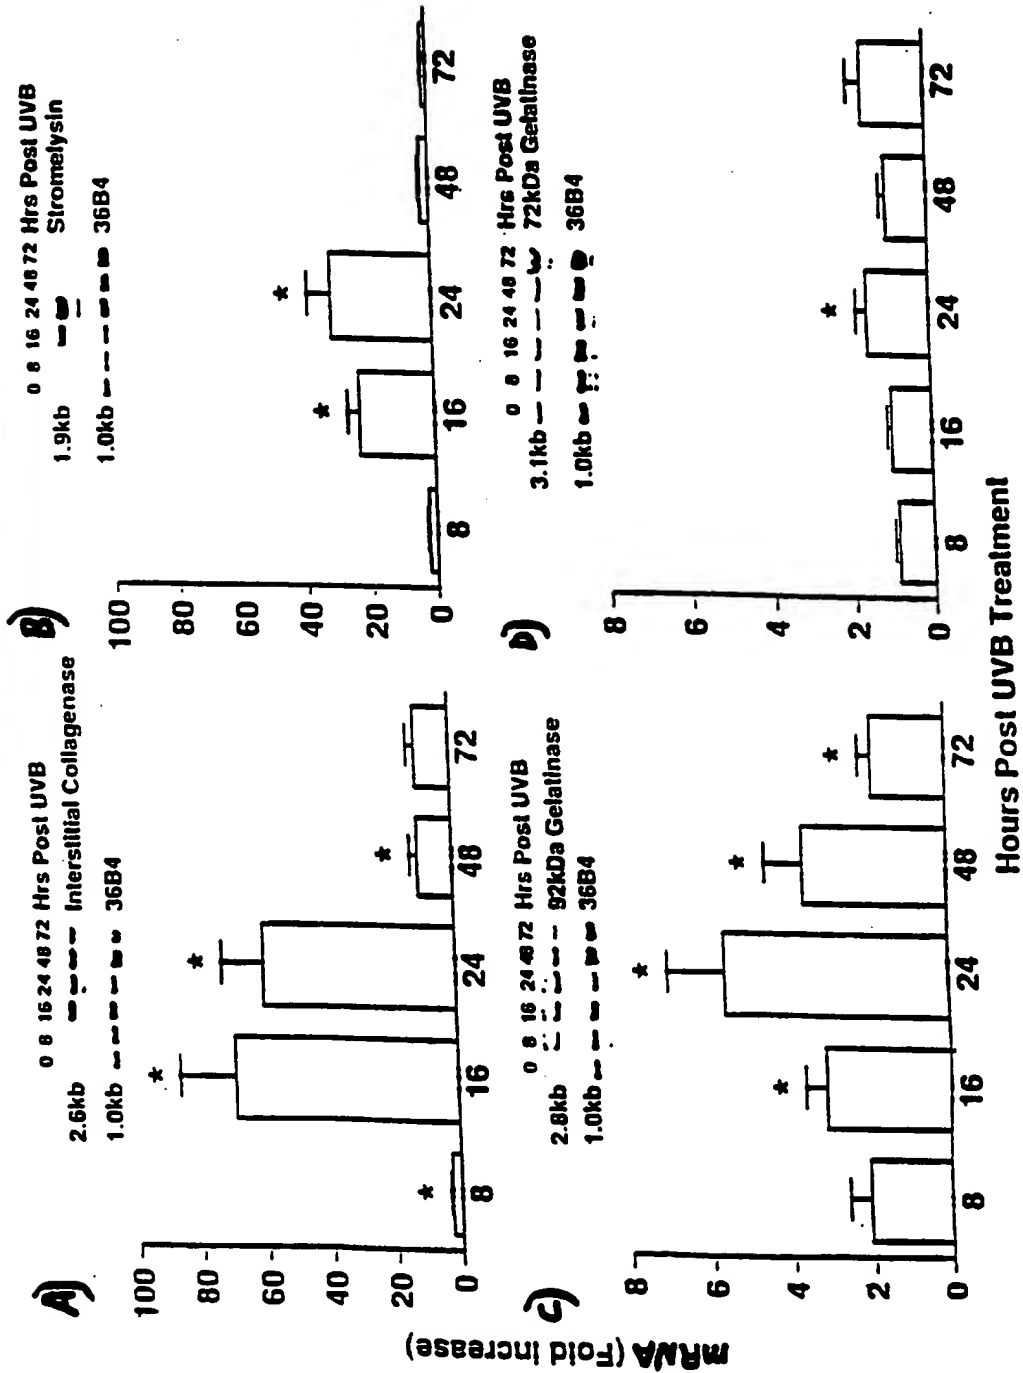 A)
0 8 16 24 48 72 Hrs Post UVB
2.6kb Interstitial Collagenase
1.0kb 36B4
100
80
60
40
20
0
* * * *
8 16 24 48 72
B)
0 8 16 24 48 72 Hrs Post UVB
1.9kb Stromelysin
1.0kb 36B4
100
80
60
40
20
0
* *
8 16 24 48 72
C)
0 8 16 24 48 72 Hrs Post UVB
2.8kb 92kDa Gelatinase
1.0kb 36B4
8
6
4
2
0
* * * *
8 16 24 48 72
D)
0 8 16 24 48 72 Hrs Post UVB
3.1kb 72kDa Gelatinase
1.0kb 36B4
8
6
4
2
0
*
8 16 24 48 72
mRNA (Fold increase)
Hours Post UVB Treatment